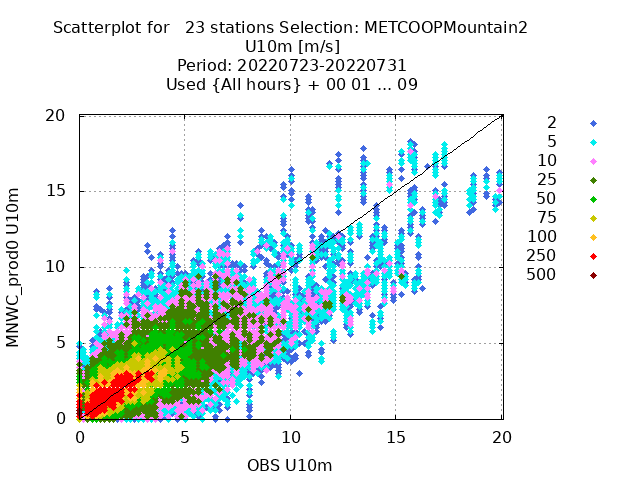 Scatterplot for   23 stations Selection: METCOOPMountain2
U10m [m/s]
Period: 20220723-20220731
Used {All hours} + 00 01 ... 09
MNWC_prod0 U10m
20
15
10
5
0
0 5 10 15 20
OBS U10m
2
5
10
25
50
75
100
250
500